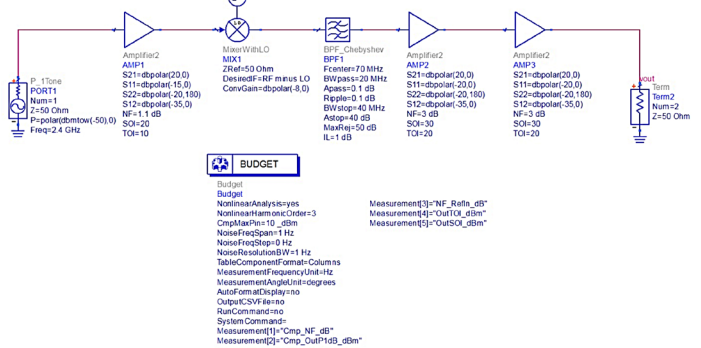 P_1Tone
PORT1
Num=1
Z=50 Ohm
P=polar(dbmtow(-50),0)
Freq=2.4 GHz
Amplifier2
AMP1
S21=dbpolar(20,0)
S11=dbpolar(-15,0)
S22=dbpolar(-20,180)
S12=dbpolar(-35,0)
NF=1.1 dB
SOI=20
TOI=10
MixerWithLO
MIX1
ZRef=50 Ohm
DesiredIF=RF minus LO
ConvGain=dbpolar(-8,0)
BPF_Chebyshev
BPF1
Fcenter=70 MHz
BWpass=20 MHz
Apass=0.1 dB
Ripple=0.1 dB
BWstop=40 MHz
Astop=40 dB
MaxRej=50 dB
IL=1 dB
Amplifier2
AMP2
S21=dbpolar(20,0)
S11=dbpolar(-20,0)
S22=dbpolar(-20,180)
S12=dbpolar(-35,0)
NF=3 dB
SOI=30
TOI=20
Amplifier2
AMP3
S21=dbpolar(20,0)
S11=dbpolar(-20,0)
S22=dbpolar(-20,180)
S12=dbpolar(-35,0)
NF=3 dB
SOI=30
TOI=20
vout
Term
Term2
Num=2
Z=50 Ohm
BUDGET
Budget
Budget
NonlinearAnalysis=yes
NonlinearHarmonicOrder=3
CmpMaxPin=10 _dBm
NoiseFreqSpan=1 Hz
NoiseFreqStep=0 Hz
NoiseResolutionBW=1 Hz
TableComponentFormat=Columns
MeasurementFrequencyUnit=Hz
MeasurementAngleUnit=degrees
AutoFormatDisplay=no
OutputCSVFile=no
RunCommand=no
SystemCommand=
Measurement[1]="Cmp_NF_dB"
Measurement[2]="Cmp_OutP1dB_dBm"
Measurement[3]="NF_RefIn_dB"
Measurement[4]="OutTOI_dBm"
Measurement[5]="OutSOI_dBm"